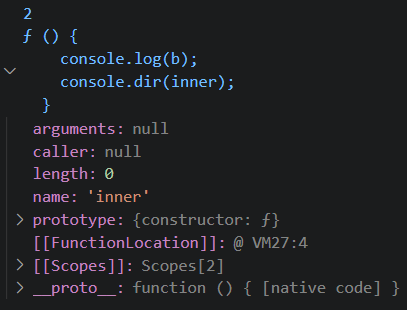 2
ƒ () {
console.log(b);
console.dir(inner);
}
arguments: null
caller: null
length: 0
name: 'inner'
prototype: {constructor: ƒ}
[[FunctionLocation]]: @ VM27:4
[[Scopes]]: Scopes[2]
__proto__: function () { [native code] }